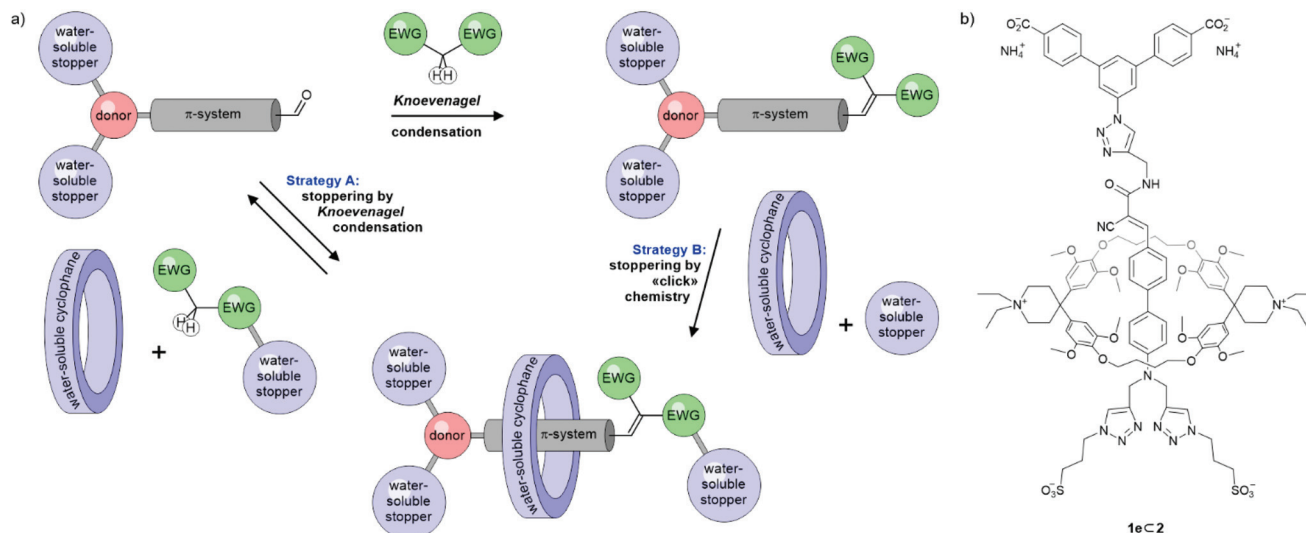 a)
water-
soluble
stopper
donor
π-system
O
water-
soluble
stopper
EWG
EWG
H
H
Knoevenagel
condensation
water-
soluble
stopper
donor
π-system
EWG
EWG
water-
soluble
stopper
Strategy A:
stoppering by
Knoevenagel
condensation
water-soluble cyclophane
+
EWG
EWG
H
H
water-
soluble
stopper
Strategy B:
stoppering by
«click»
chemistry
water-soluble cyclophane
+
water-
soluble
stopper
water-
soluble
stopper
donor
water-soluble cyclophane
π-system
EWG
EWG
water-
soluble
stopper
water-
soluble
stopper
b)
-O2C CO2-
NH4+ NH4+
N
N N
O NH
NC
O O O O
O O
N+ N+
O O
O O O O
N
N N
N N N N
-O3S SO3-
1e⊂2